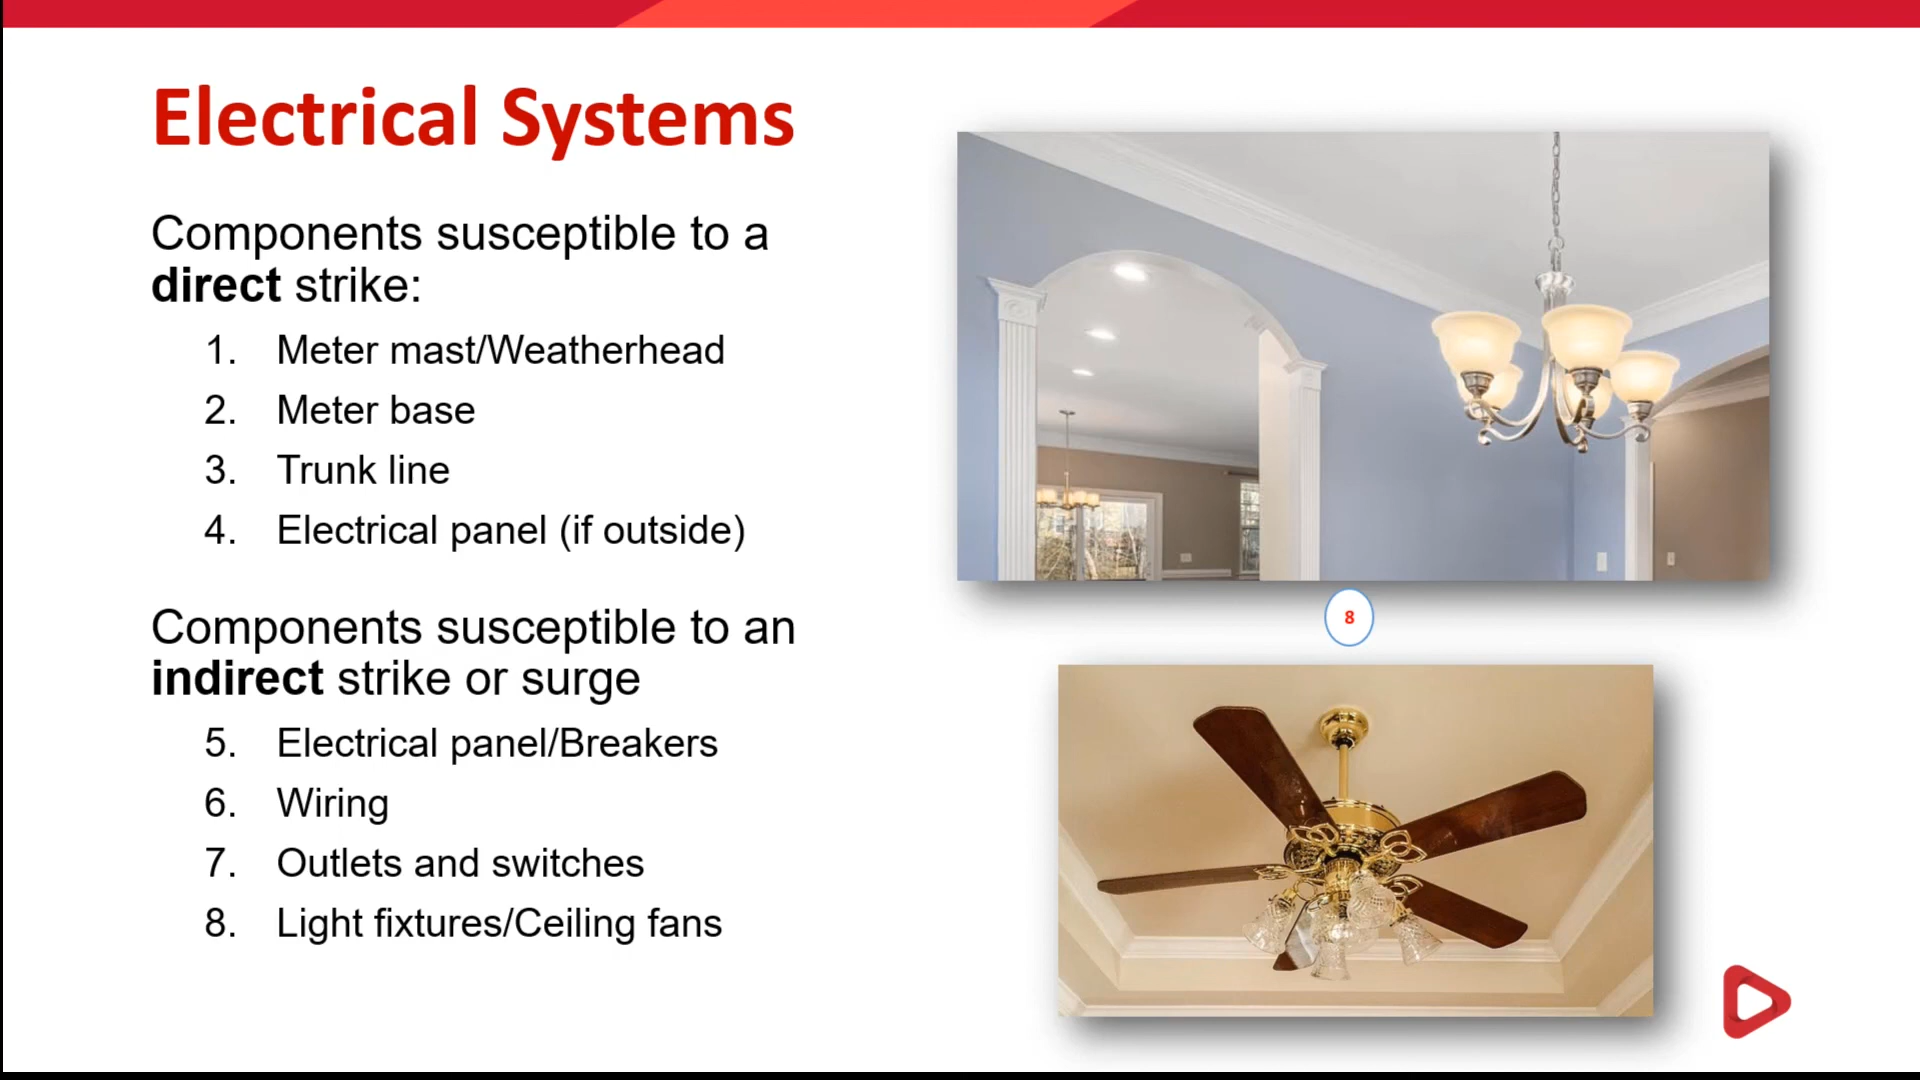 Electrical Systems
Components susceptible to a
direct strike:
1. Meter mast/Weatherhead
2. Meter base
3. Trunk line
4. Electrical panel (if outside)
Components susceptible to an
indirect strike or surge
5. Electrical panel/Breakers
6. Wiring
7. Outlets and switches
8. Light fixtures/Ceiling fans
8